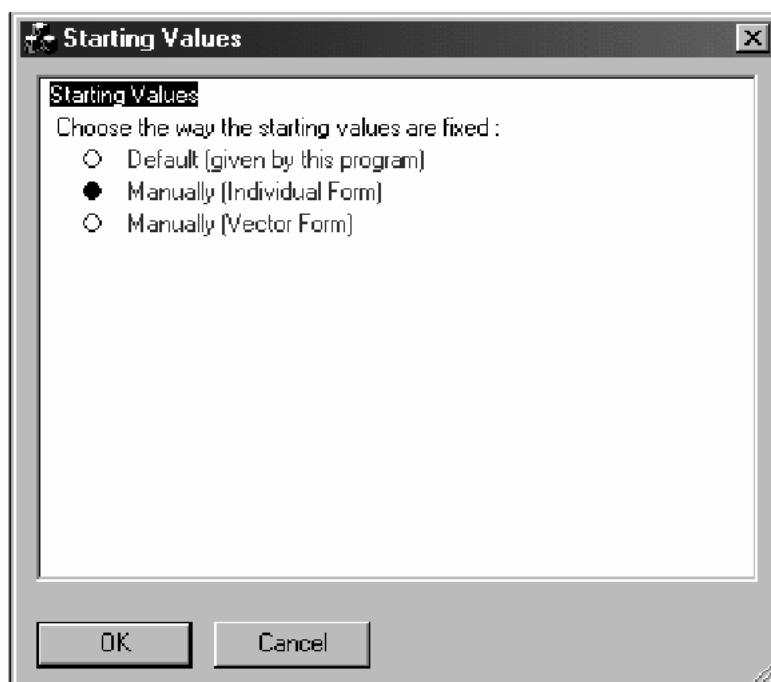 Starting Values
Starting Values
Choose the way the starting values are fixed :
Default (given by this program)
Manually (Individual Form)
Manually (Vector Form)
OK
Cancel